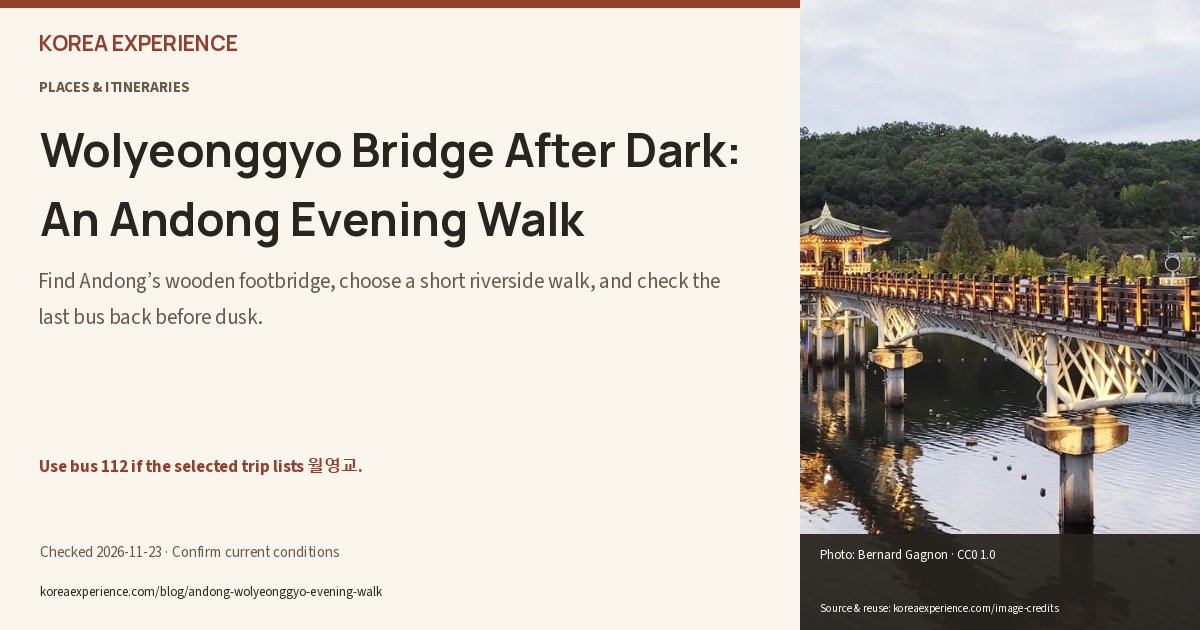 KOREA EXPERIENCE
PLACES & ITINERARIES
Wolyeonggyo Bridge After Dark:
An Andong Evening Walk
Find Andong’s wooden footbridge, choose a short riverside walk, and check the
last bus back before dusk.
Use bus 112 if the selected trip lists 월영교.
Checked 2026-11-23 · Confirm current conditions
koreaexperience.com/blog/andong-wolyeonggyo-evening-walk
Photo: Bernard Gagnon · CC0 1.0
Source & reuse: koreaexperience.com/image-credits